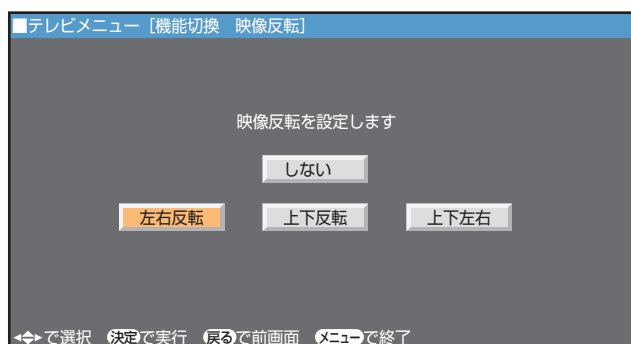 ■テレビメニュー［機能切換　映像反転］
映像反転を設定します
しない
左右反転　上下反転　上下左右
で選択　決定で実行　戻るで前画面　メニューで終了